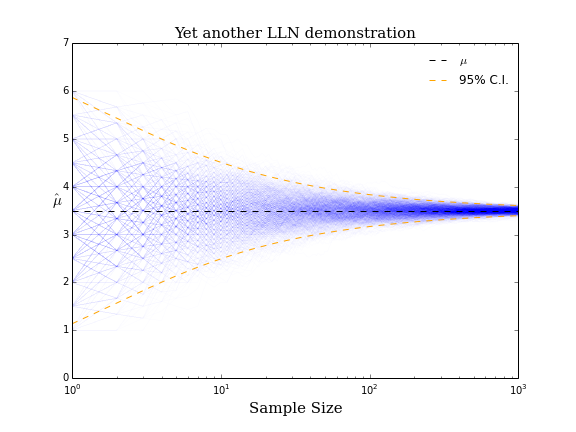 Yet another LLN demonstration
7
6
5
4
3
2
1
0
μ̂
μ
95% C.I.
10⁰
10¹
10²
10³
Sample Size